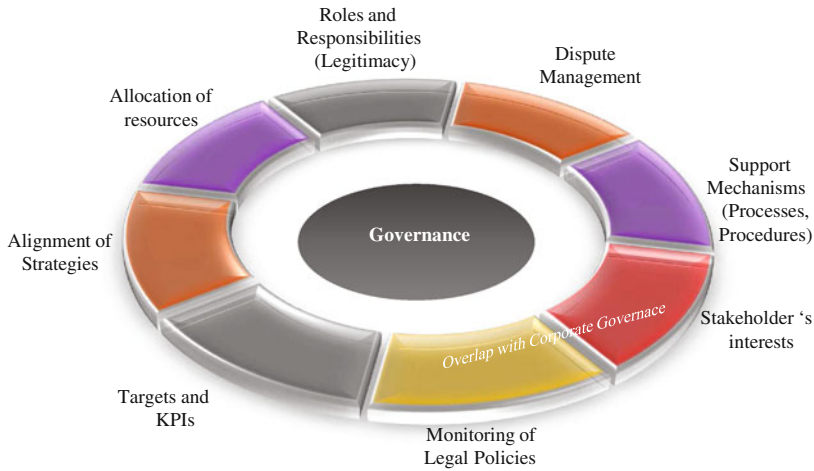 Roles and
Responsibilities
(Legitimacy)
Dispute
Management
Allocation of
resources
Support
Mechanisms
(Processes,
Procedures)
Governance
Alignment of
Strategies
Stakeholder ‘s
interests
Overlap with Corporate Governace
Targets and
KPIs
Monitoring of
Legal Policies